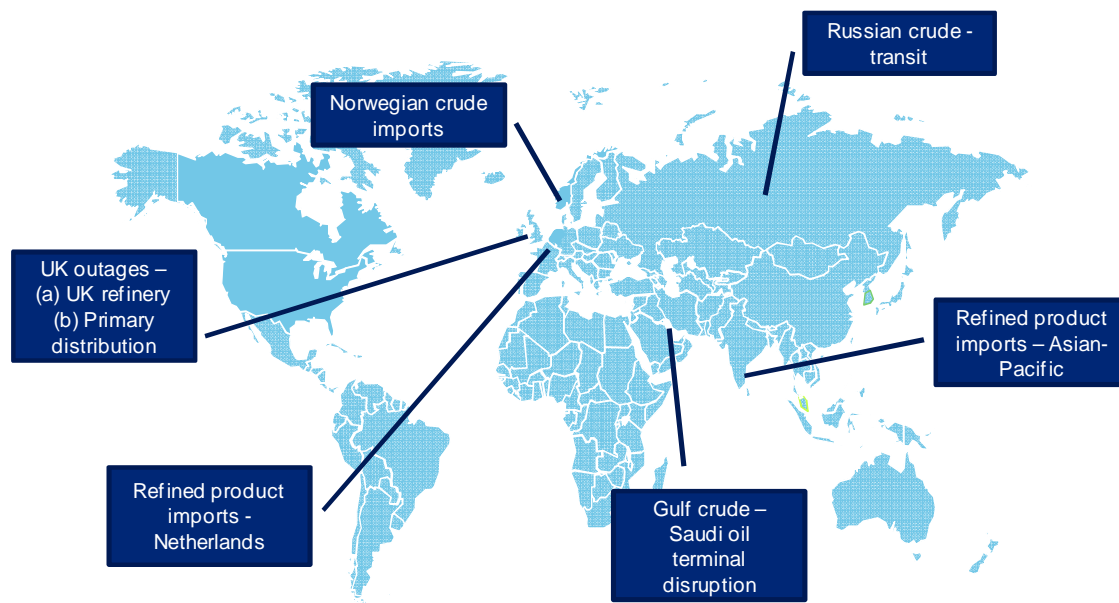 Russian crude -
transit
Norwegian crude
imports
UK outages –
(a) UK refinery
(b) Primary
distribution
Refined product
imports – Asian-
Pacific
Refined product
imports -
Netherlands
Gulf crude –
Saudi oil
terminal
disruption